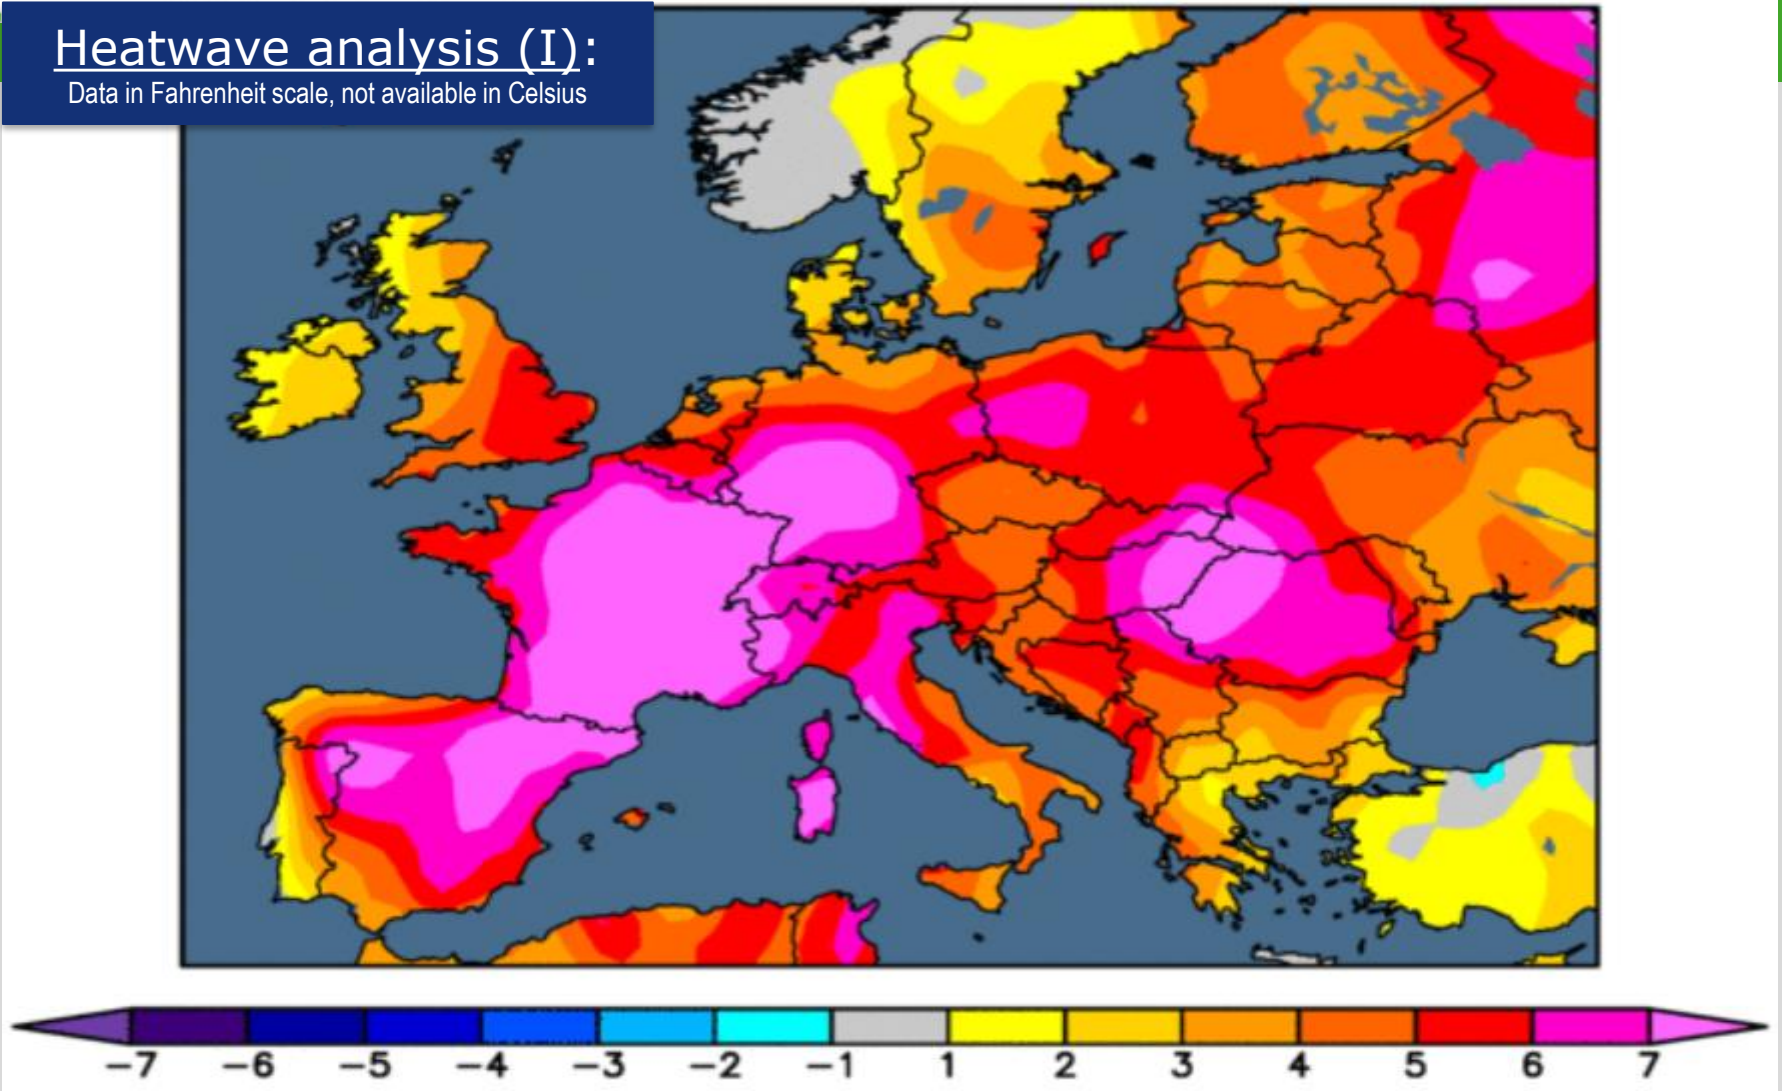 Heatwave analysis (I):
Data in Fahrenheit scale, not available in Celsius
−7 −6 −5 −4 −3 −2 −1 1 2 3 4 5 6 7